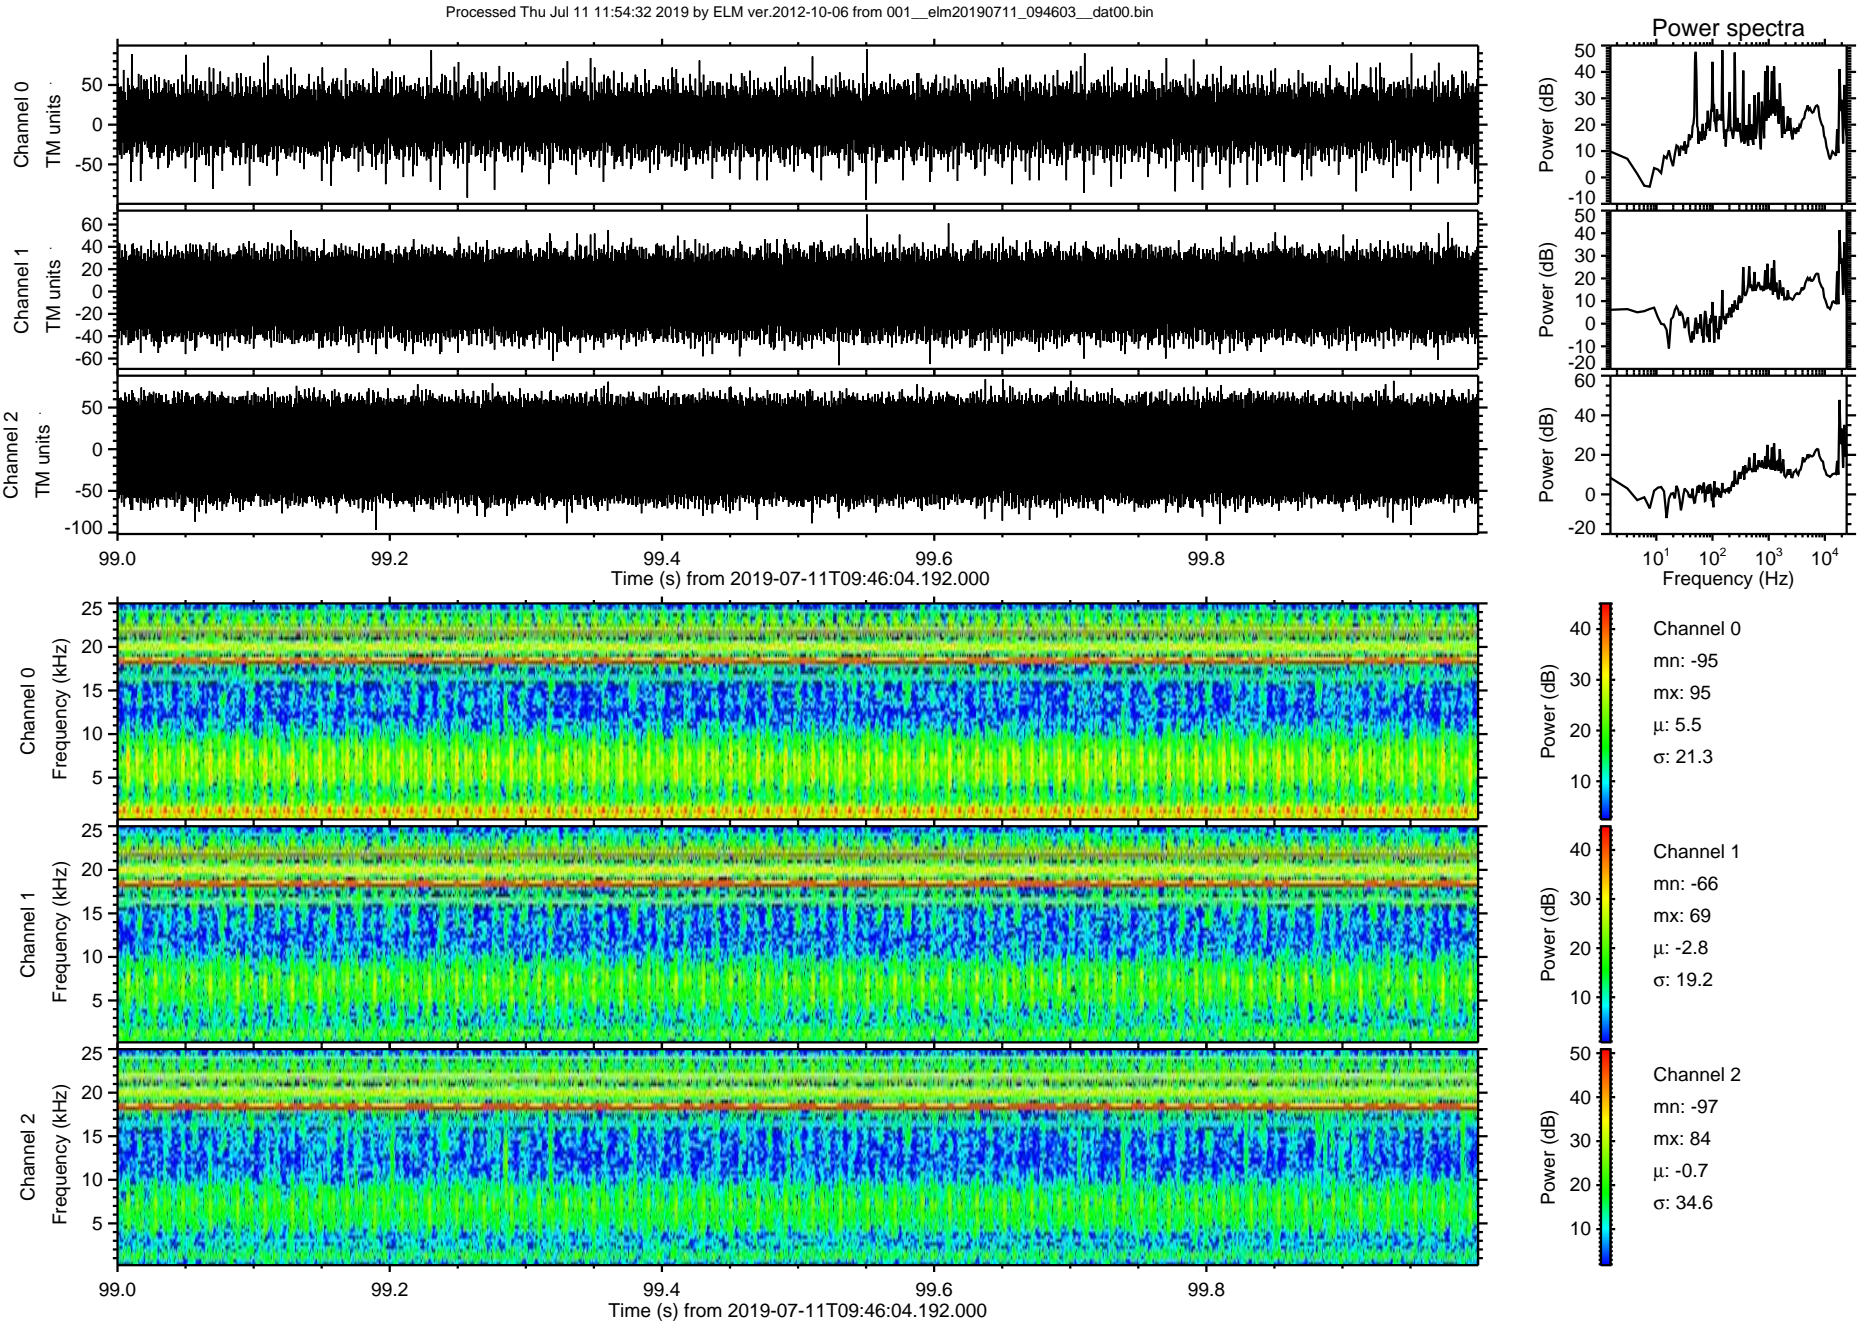 Processed Thu Jul 11 11:54:32 2019 by ELM ver.2012-10-06 from 001__elm20190711_094603__dat00.bin
Power spectra
Channel 0
TM units
50
0
-50
Power (dB)
50
40
30
20
10
0
-10
Channel 1
TM units
60
40
20
0
-20
-40
-60
Power (dB)
50
40
30
20
10
0
-10
-20
Channel 2
TM units
50
0
-50
-100
Power (dB)
60
40
20
0
-20
99.0 99.2 99.4 99.6 99.8
Time (s) from 2019-07-11T09:46:04.192.000
10^1 10^2 10^3 10^4
Frequency (Hz)
Channel 0
Frequency (kHz)
25
20
15
10
5
Power (dB)
40
30
20
10
Channel 0
mn: -95
mx: 95
μ: 5.5
σ: 21.3
Channel 1
Frequency (kHz)
25
20
15
10
5
Power (dB)
40
30
20
10
Channel 1
mn: -66
mx: 69
μ: -2.8
σ: 19.2
Channel 2
Frequency (kHz)
25
20
15
10
5
Power (dB)
50
40
30
20
10
Channel 2
mn: -97
mx: 84
μ: -0.7
σ: 34.6
99.0 99.2 99.4 99.6 99.8
Time (s) from 2019-07-11T09:46:04.192.000